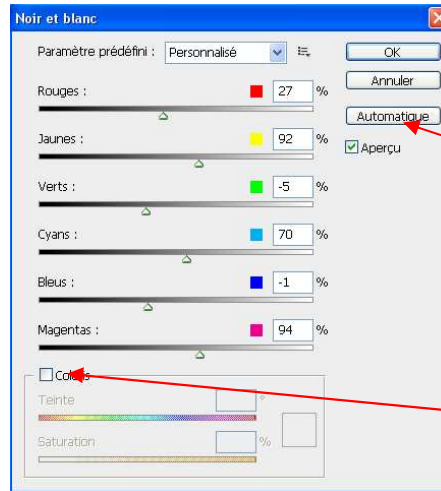 Noir et blanc
Paramètre prédéfini : Personnalisé
OK
Annuler
Automatique
Aperçu
Rouges : 27 %
Jaunes : 92 %
Verts : -5 %
Cyans : 70 %
Bleus : -1 %
Magentas : 94 %
Teinte °
Saturation %